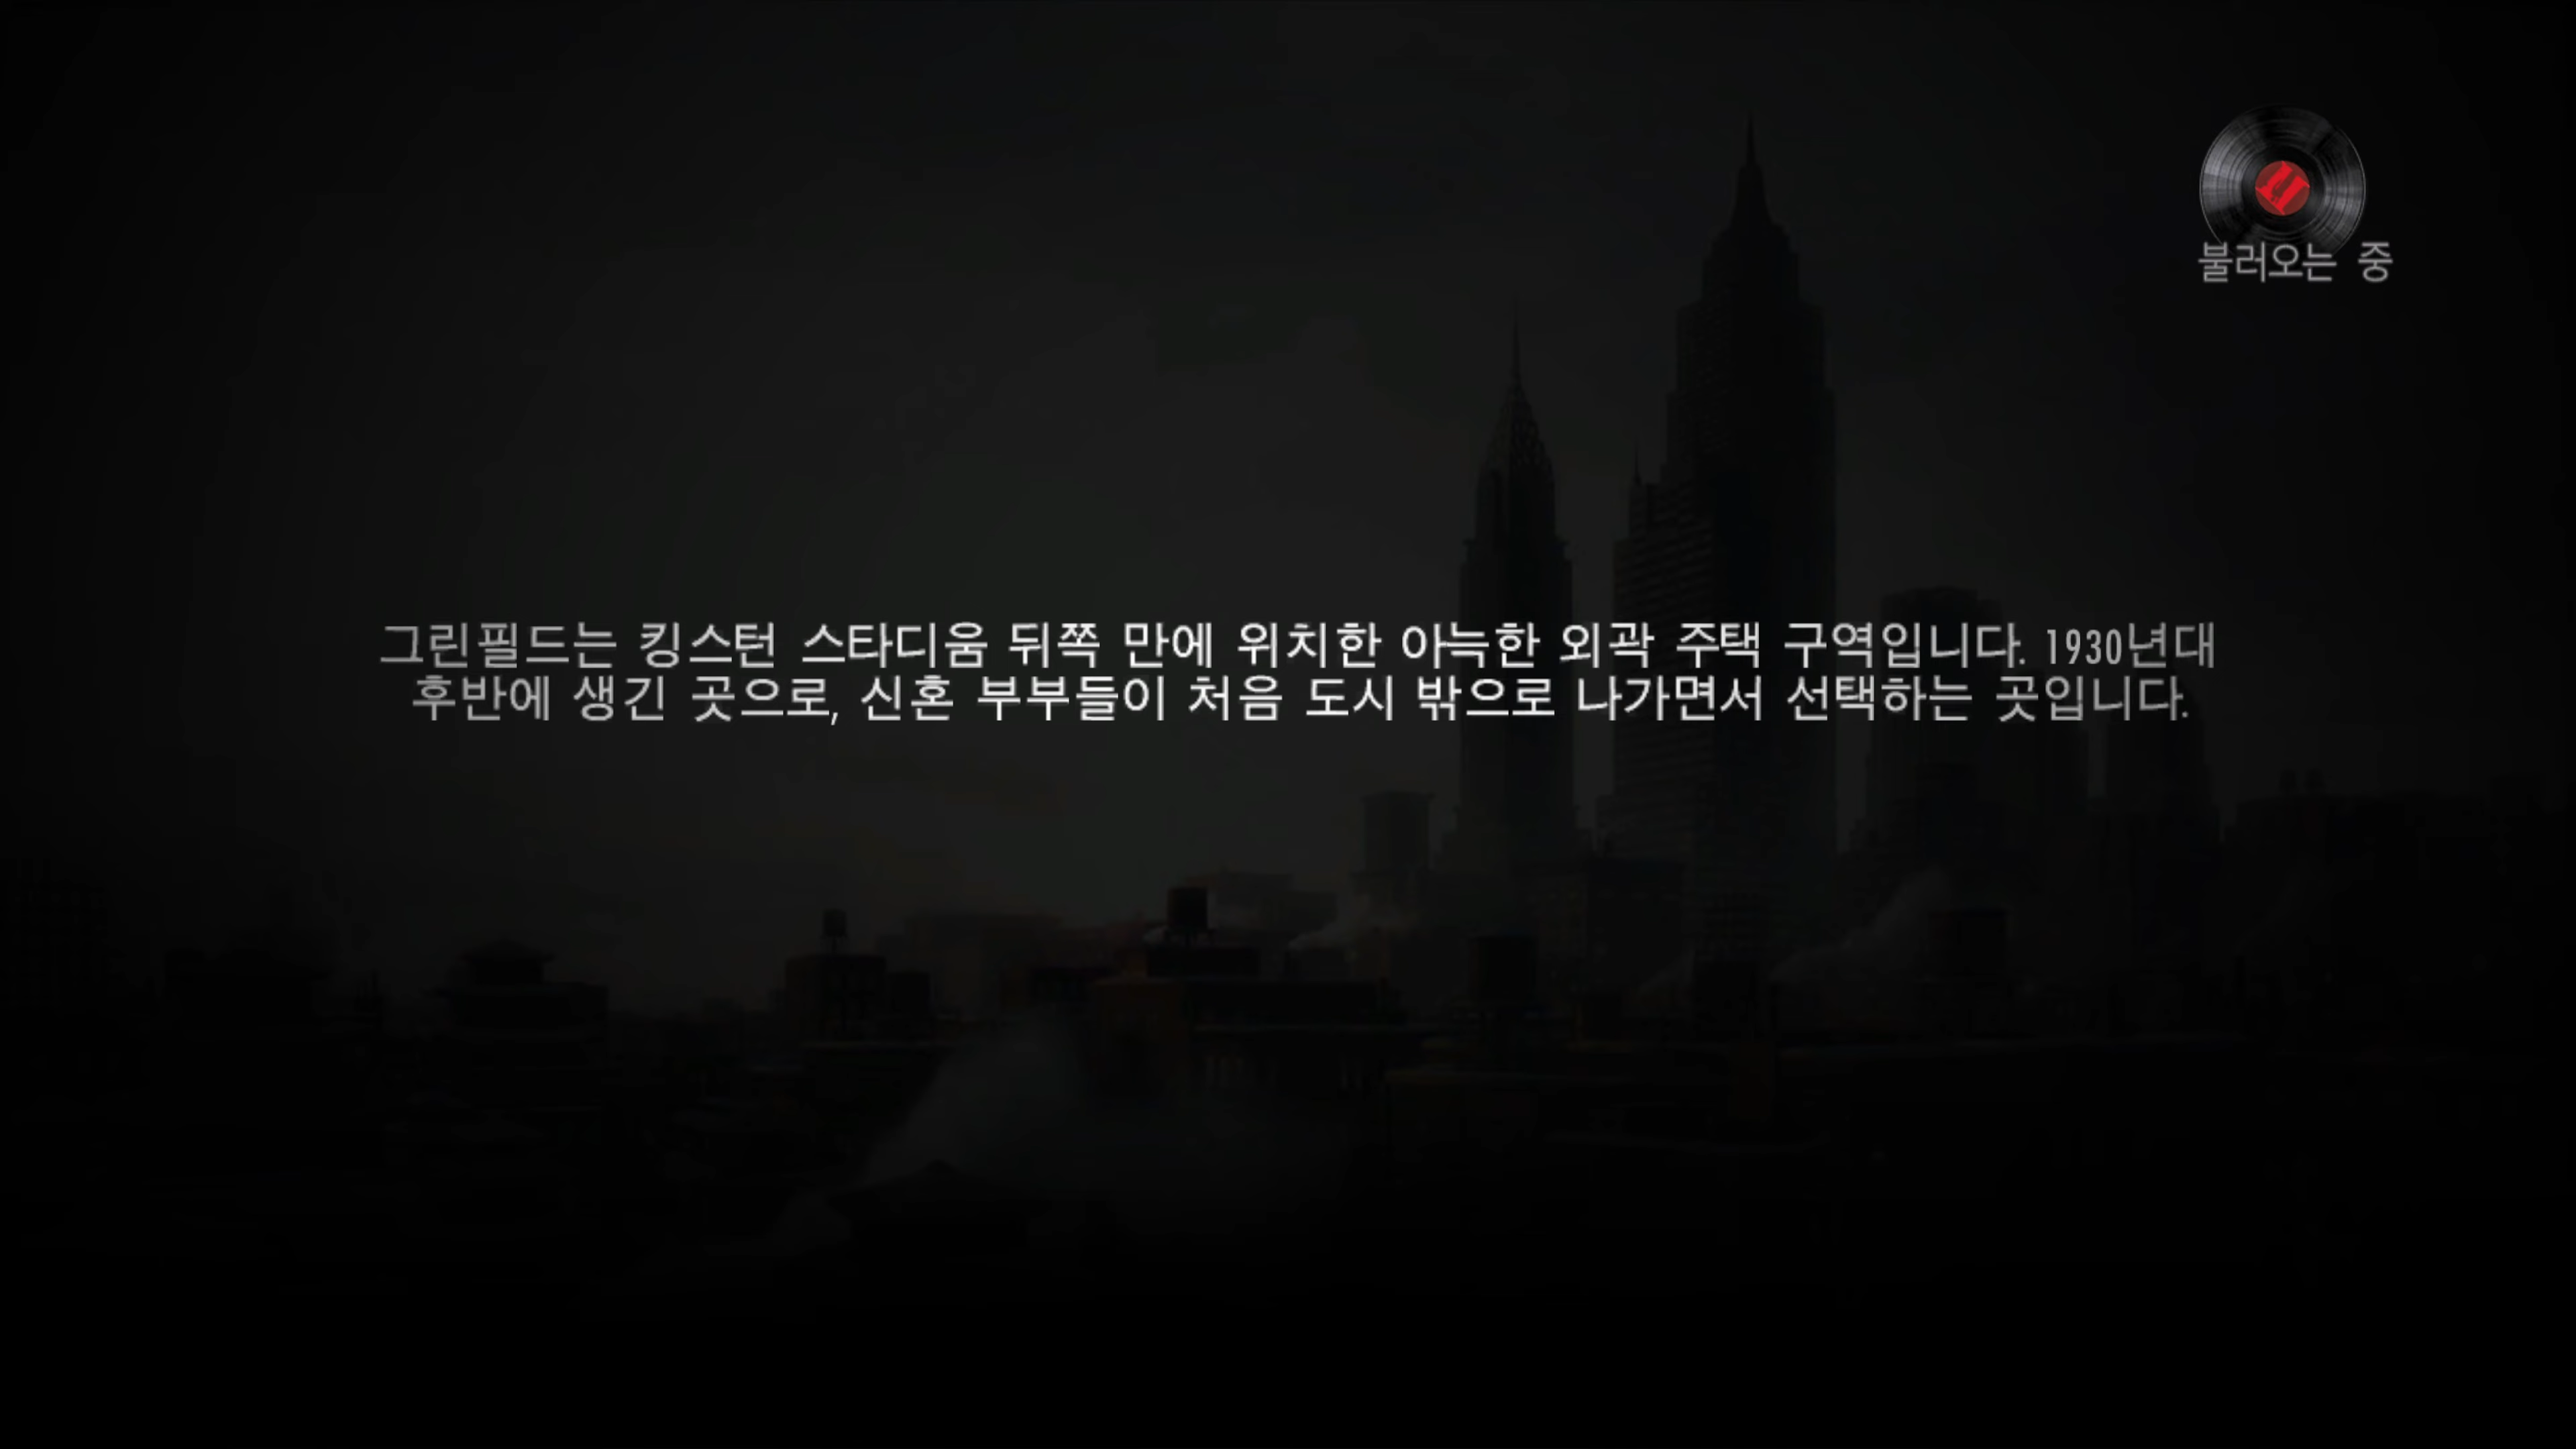 불러오는 중
그린필드는 킹스턴 스타디움 뒤쪽 만에 위치한 아늑한 외곽 주택 구역입니다. 1930년대
후반에 생긴 곳으로, 신혼 부부들이 처음 도시 밖으로 나가면서 선택하는 곳입니다.